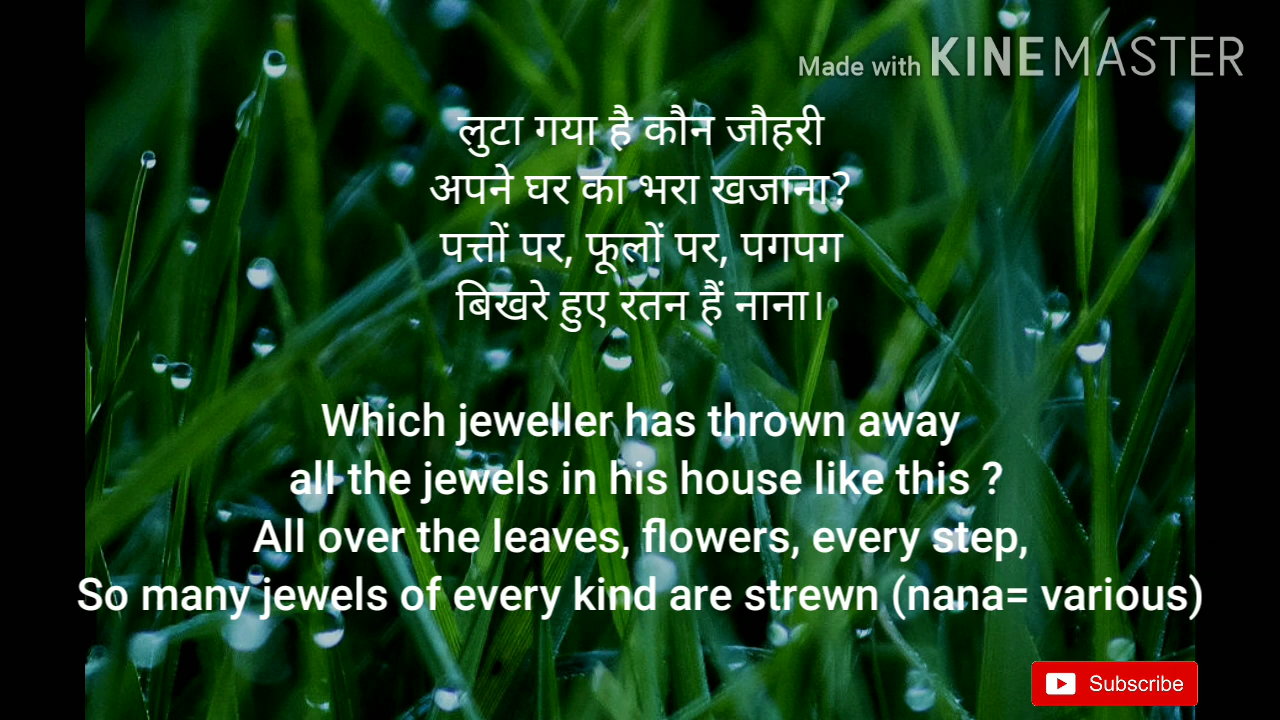 Made with KINEMASTER
लुटा गया है कौन जौहरी
अपने घर का भरा खजाना?
पत्तों पर, फूलों पर, पगपग
बिखरे हुए रतन हैं नाना।
Which jeweller has thrown away
all the jewels in his house like this ?
All over the leaves, flowers, every step,
So many jewels of every kind are strewn (nana= various)
Subscribe